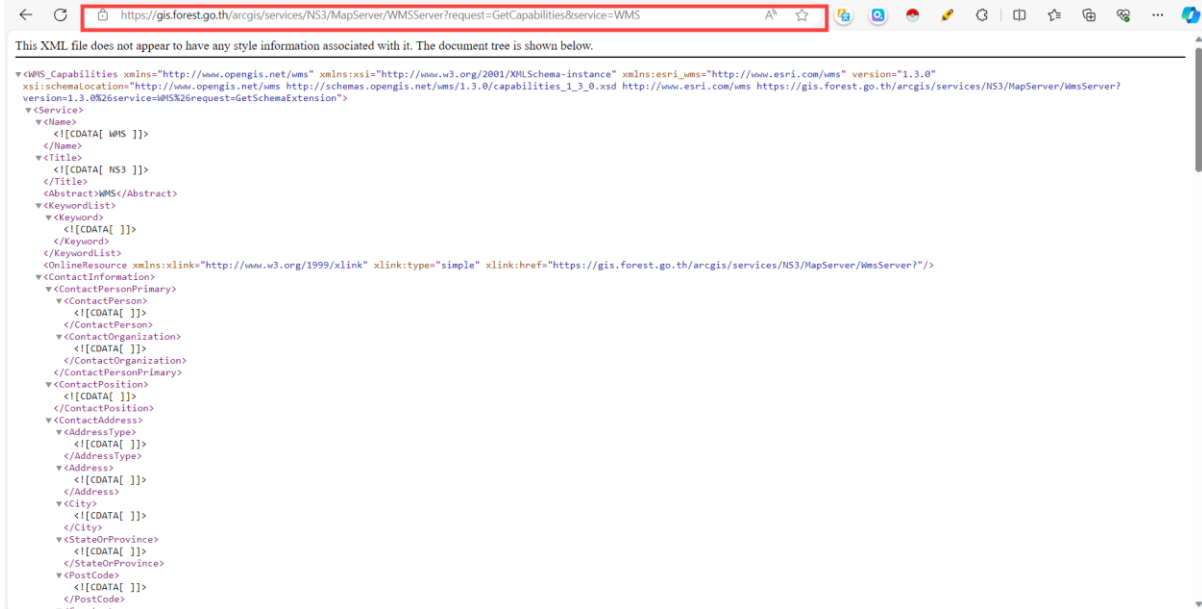 https://gis.forest.go.th/arcgis/services/NS3/MapServer/WMSServer?request=GetCapabilities&service=WMS
This XML file does not appear to have any style information associated with it. The document tree is shown below.
▼<WMS_Capabilities xmlns="http://www.opengis.net/wms" xmlns:xsi="http://www.w3.org/2001/XMLSchema-instance" xmlns:esri_wms="http://www.esri.com/wms" version="1.3.0"
xsi:schemaLocation="http://www.opengis.net/wms http://schemas.opengis.net/wms/1.3.0/capabilities_1_3_0.xsd http://www.esri.com/wms https://gis.forest.go.th/arcgis/services/NS3/MapServer/WmsServer?
version=1.3.0%26service=WMS%26request=GetSchemaExtension">
▼<Service>
▼<Name>
<![CDATA[ WMS ]]>
</Name>
▼<Title>
<![CDATA[ NS3 ]]>
</Title>
<Abstract>WMS</Abstract>
▼<KeywordList>
▼<Keyword>
<![CDATA[ ]]>
</Keyword>
</KeywordList>
<OnlineResource xmlns:xlink="http://www.w3.org/1999/xlink" xlink:type="simple" xlink:href="https://gis.forest.go.th/arcgis/services/NS3/MapServer/WmsServer?"/>
▼<ContactInformation>
▼<ContactPersonPrimary>
▼<ContactPerson>
<![CDATA[ ]]>
</ContactPerson>
▼<ContactOrganization>
<![CDATA[ ]]>
</ContactOrganization>
</ContactPersonPrimary>
▼<ContactPosition>
<![CDATA[ ]]>
</ContactPosition>
▼<ContactAddress>
▼<AddressType>
<![CDATA[ ]]>
</AddressType>
▼<Address>
<![CDATA[ ]]>
</Address>
▼<City>
<![CDATA[ ]]>
</City>
▼<StateOrProvince>
<![CDATA[ ]]>
</StateOrProvince>
▼<PostCode>
<![CDATA[ ]]>
</PostCode>